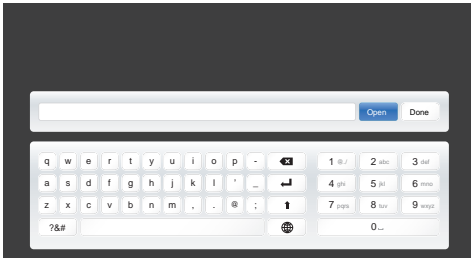 Open Done
q w e r t y u i o p - 1 @./ 2 abc 3 def
a s d f g h j k l ' _ 4 ghi 5 jkl 6 mno
z x c v b n m , . @ ; 7 pqrs 8 tuv 9 wxyz
?&# 0